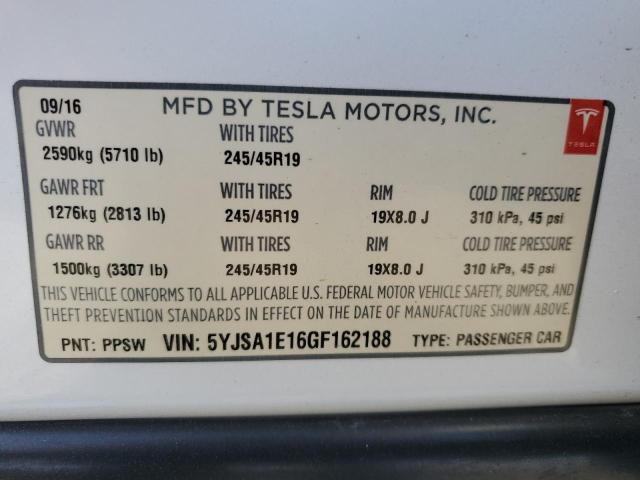 09/16 MFD BY TESLA MOTORS, INC.
TESLA
GVWR WITH TIRES
2590kg (5710 lb) 245/45R19
GAWR FRT WITH TIRES RIM COLD TIRE PRESSURE
1276kg (2813 lb) 245/45R19 19X8.0 J 310 kPa, 45 psi
GAWR RR WITH TIRES RIM COLD TIRE PRESSURE
1500kg (3307 lb) 245/45R19 19X8.0 J 310 kPa, 45 psi
THIS VEHICLE CONFORMS TO ALL APPLICABLE U.S. FEDERAL MOTOR VEHICLE SAFETY, BUMPER, AND
THEFT PREVENTION STANDARDS IN EFFECT ON THE DATE OF MANUFACTURE SHOWN ABOVE.
PNT: PPSW VIN: 5YJSA1E16GF162188 TYPE: PASSENGER CAR